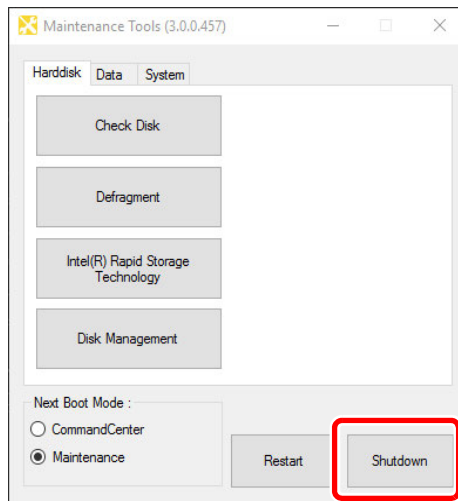 Maintenance Tools (3.0.0.457)
Harddisk Data System
Check Disk
Defragment
Intel(R) Rapid Storage
Technology
Disk Management
Next Boot Mode :
CommandCenter
Maintenance
Restart
Shutdown